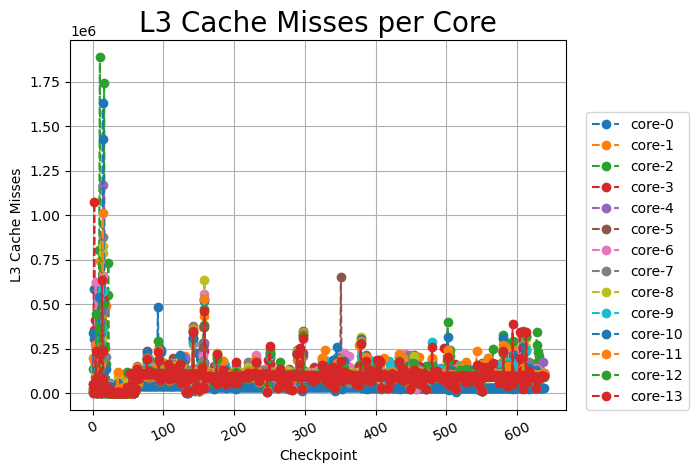 L3 Cache Misses per Core
1e6
1.75
1.50
1.25
1.00
0.75
0.50
0.25
0.00
L3 Cache Misses
0
100
200
300
400
500
600
Checkpoint
core-0
core-1
core-2
core-3
core-4
core-5
core-6
core-7
core-8
core-9
core-10
core-11
core-12
core-13